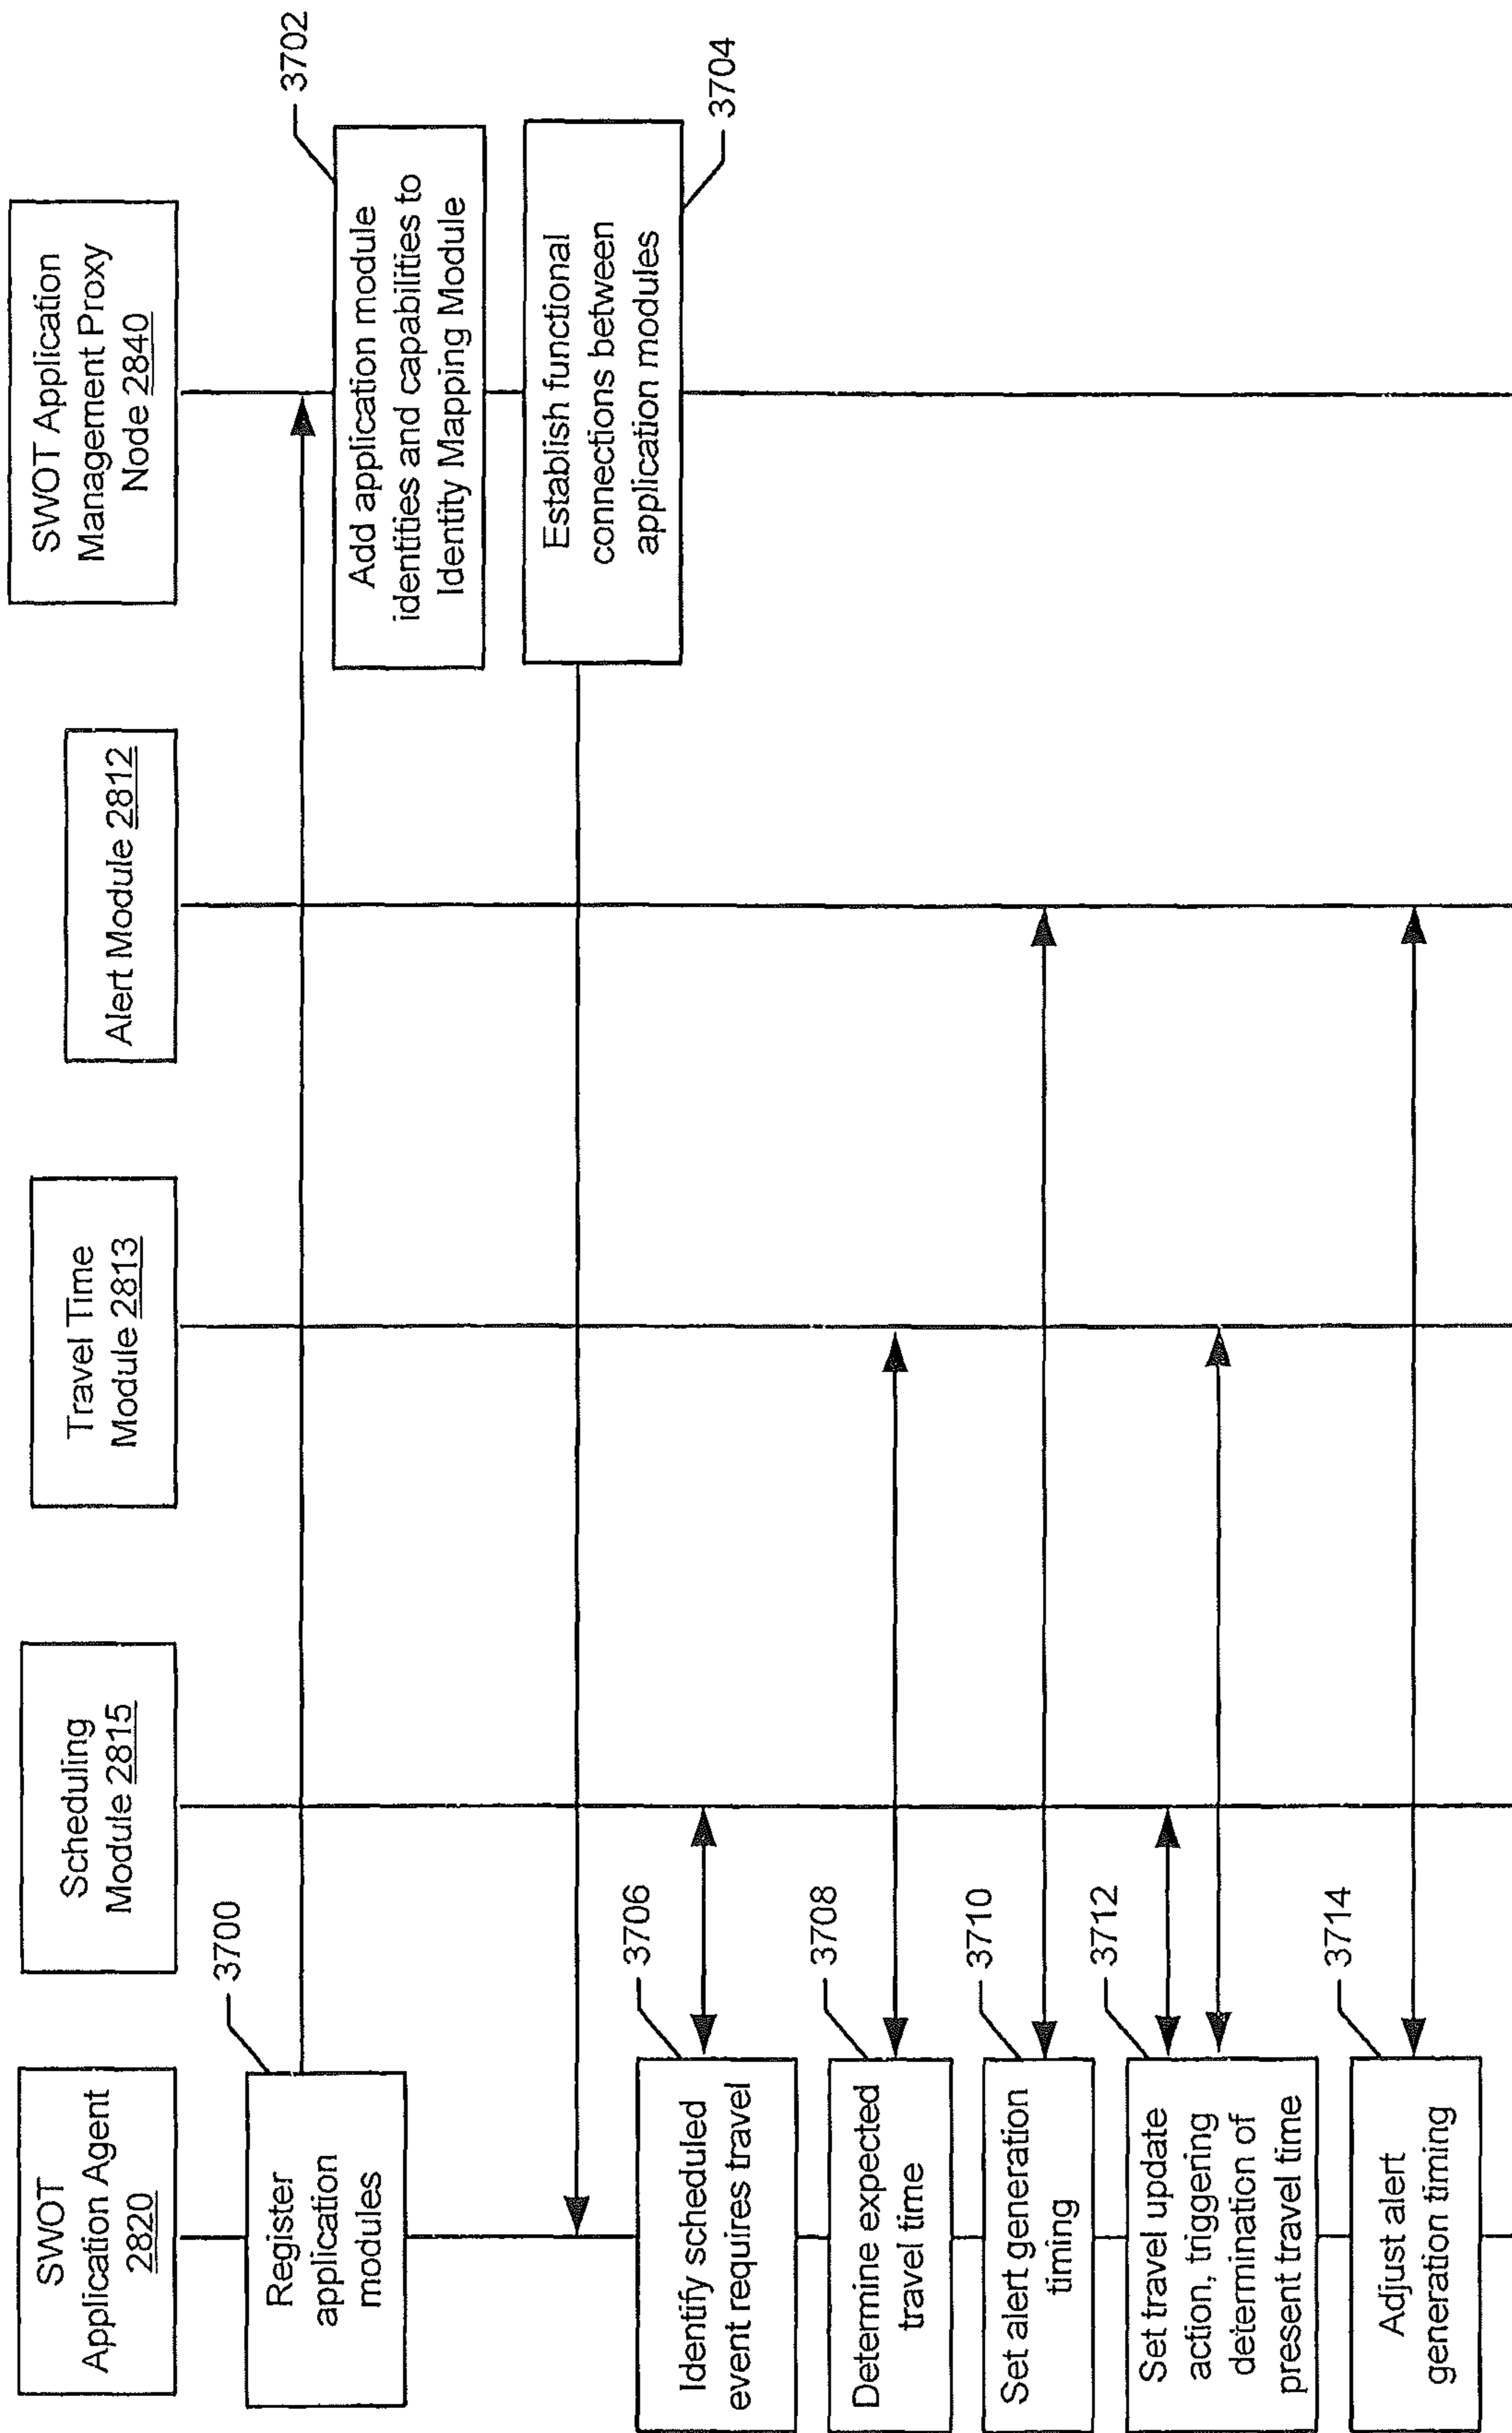 SWOT
Application Agent
2820
Scheduling
Module 2815
Travel Time
Module 2813
Alert Module 2812
SWOT Application
Management Proxy
Node 2840
3700
Register
application
modules
3702
Add application module
identities and capabilities to
Identity Mapping Module
3704
Establish functional
connections between
application modules
3706
Identify scheduled
event requires travel
3708
Determine expected
travel time
3710
Set alert generation
timing
3712
Set travel update
action, triggering
determination of
present travel time
3714
Adjust alert
generation timing